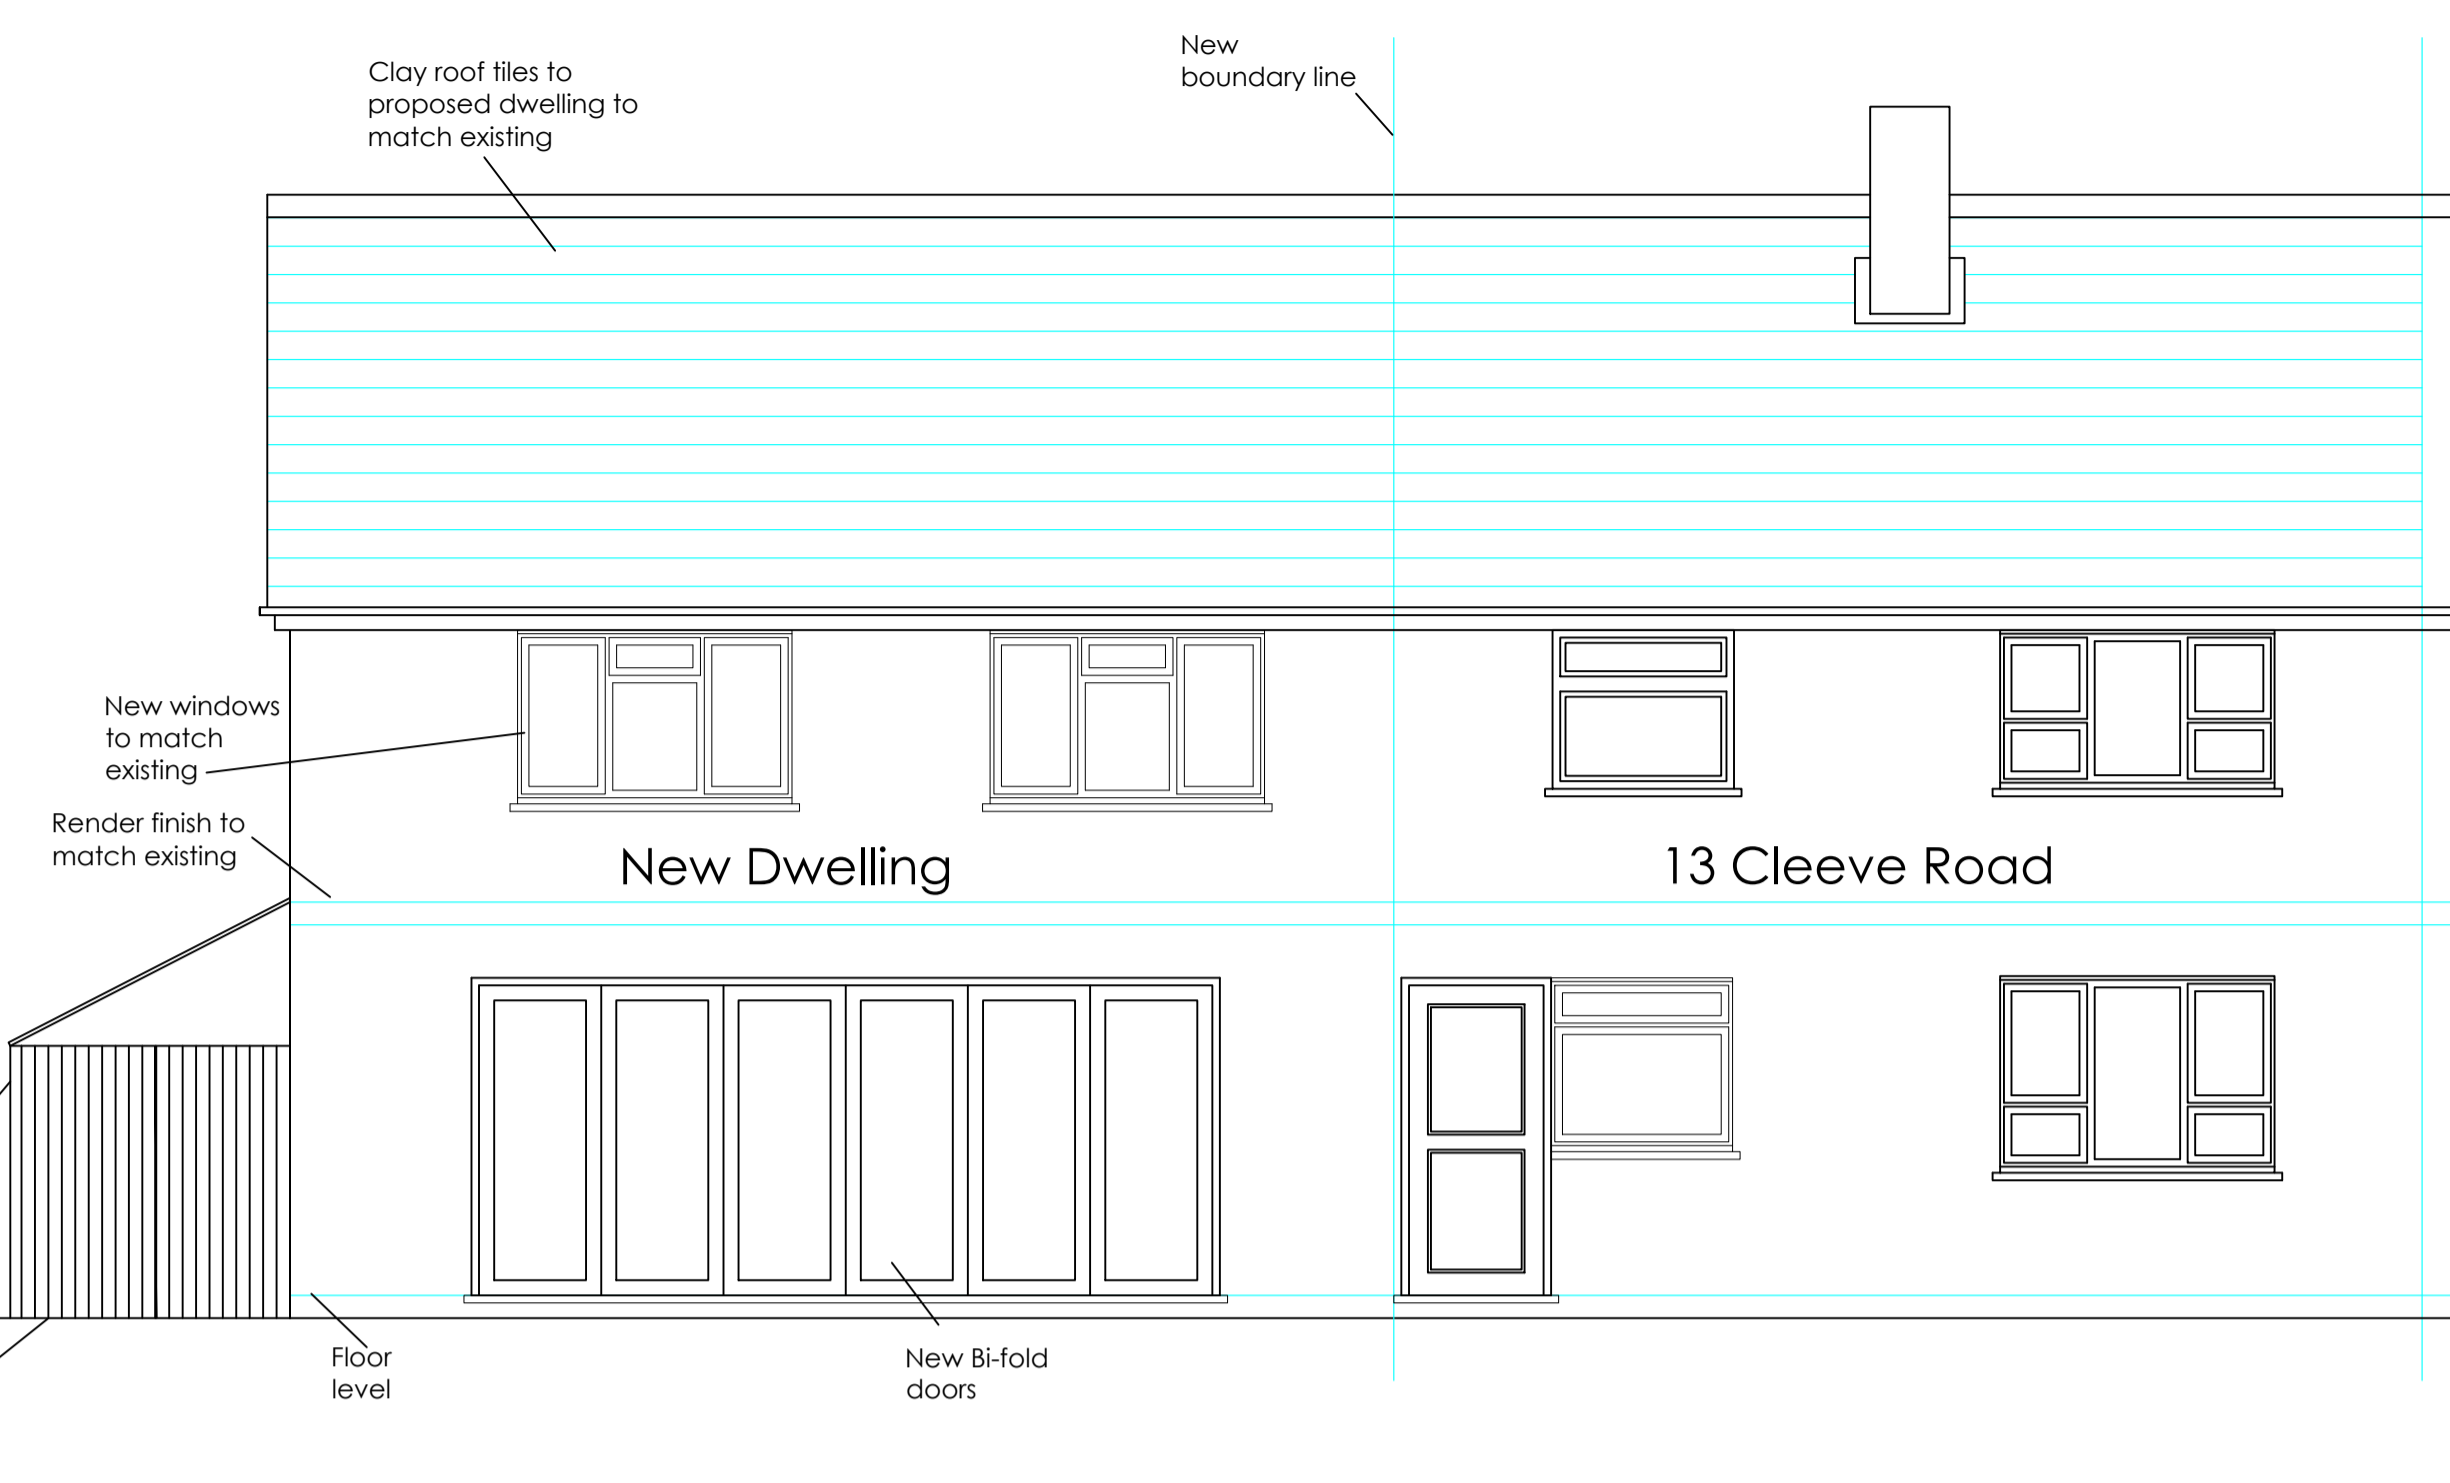 New
boundary line
Clay roof tiles to
proposed dwelling to
match existing
New windows
to match
existing
Render finish to
match existing
New Dwelling
13 Cleeve Road
Floor
level
New Bi-fold
doors